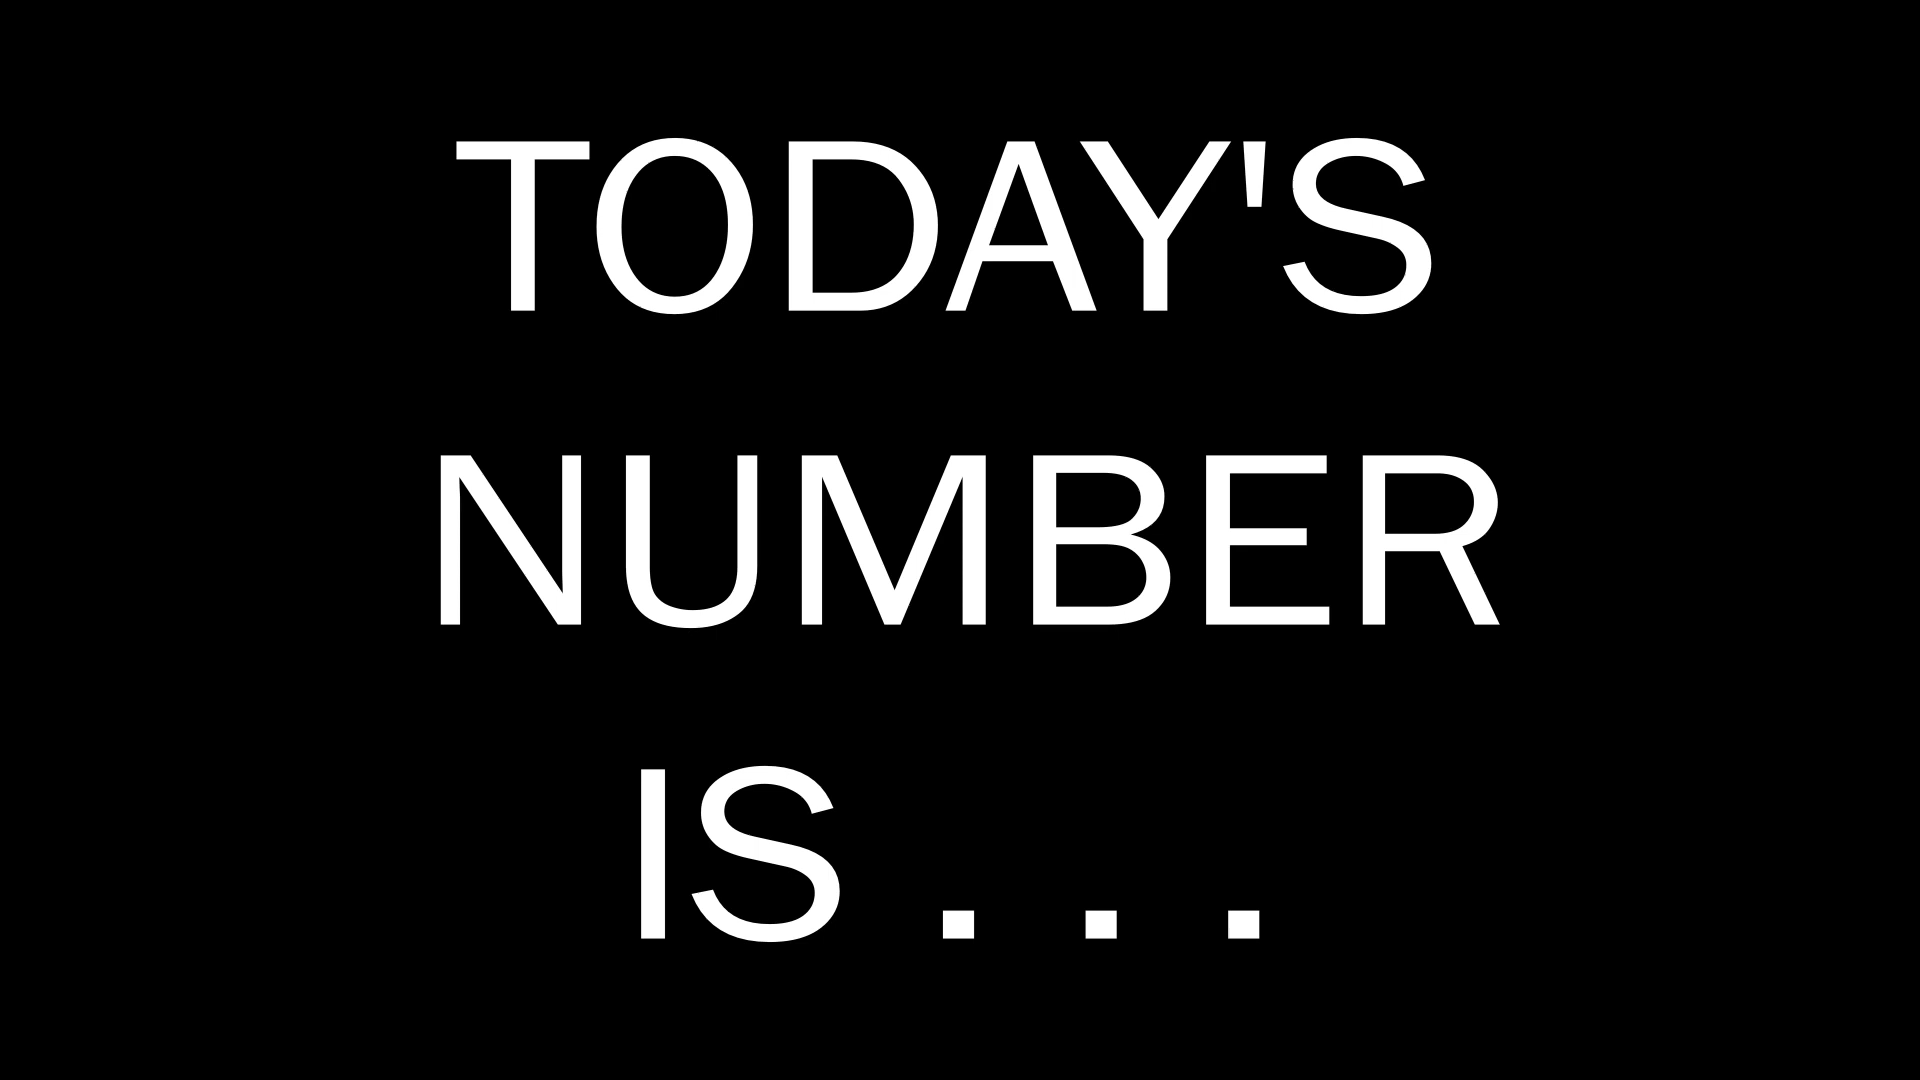 TODAY'S
NUMBER
IS . . .